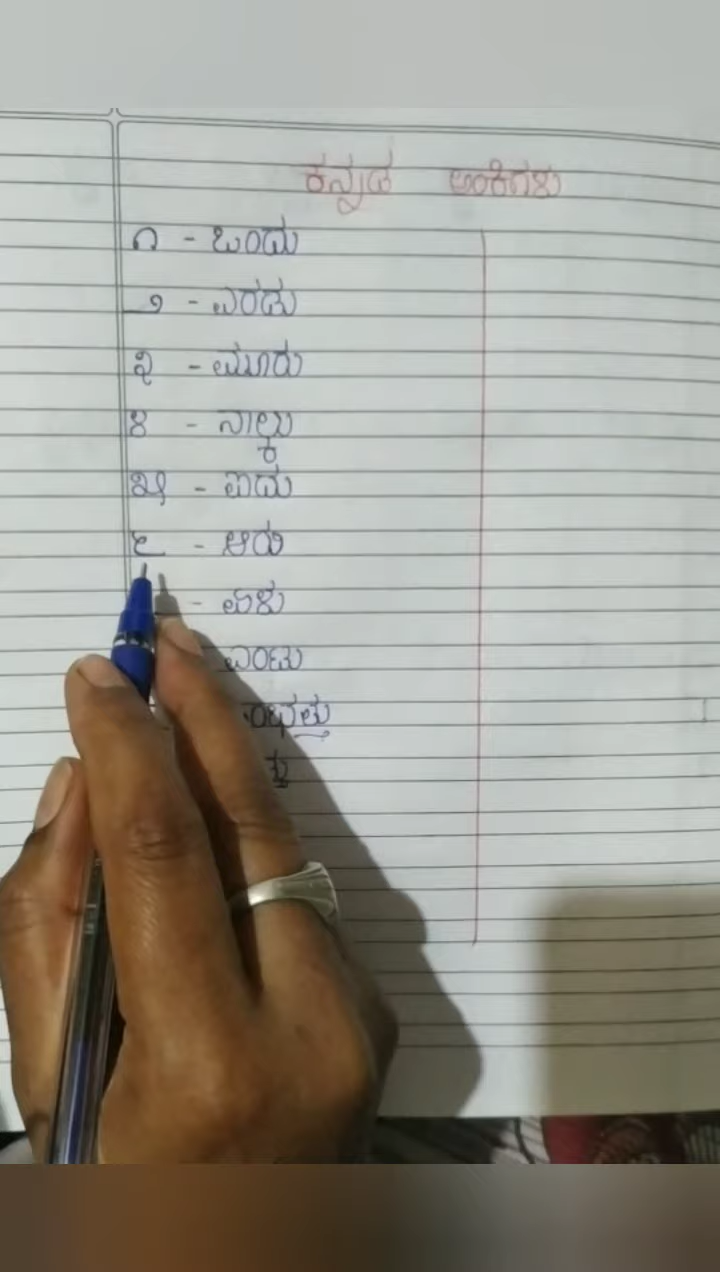 ಕನ್ನಡ ಅಂಕಿಗಳು
೧ - ಒಂದು
೨ - ಎರಡು
೩ - ಮೂರು
೪ - ನಾಲ್ಕು
೫ - ಐದು
೬ - ಆರು
- ಏಳು
ಎಂಟು